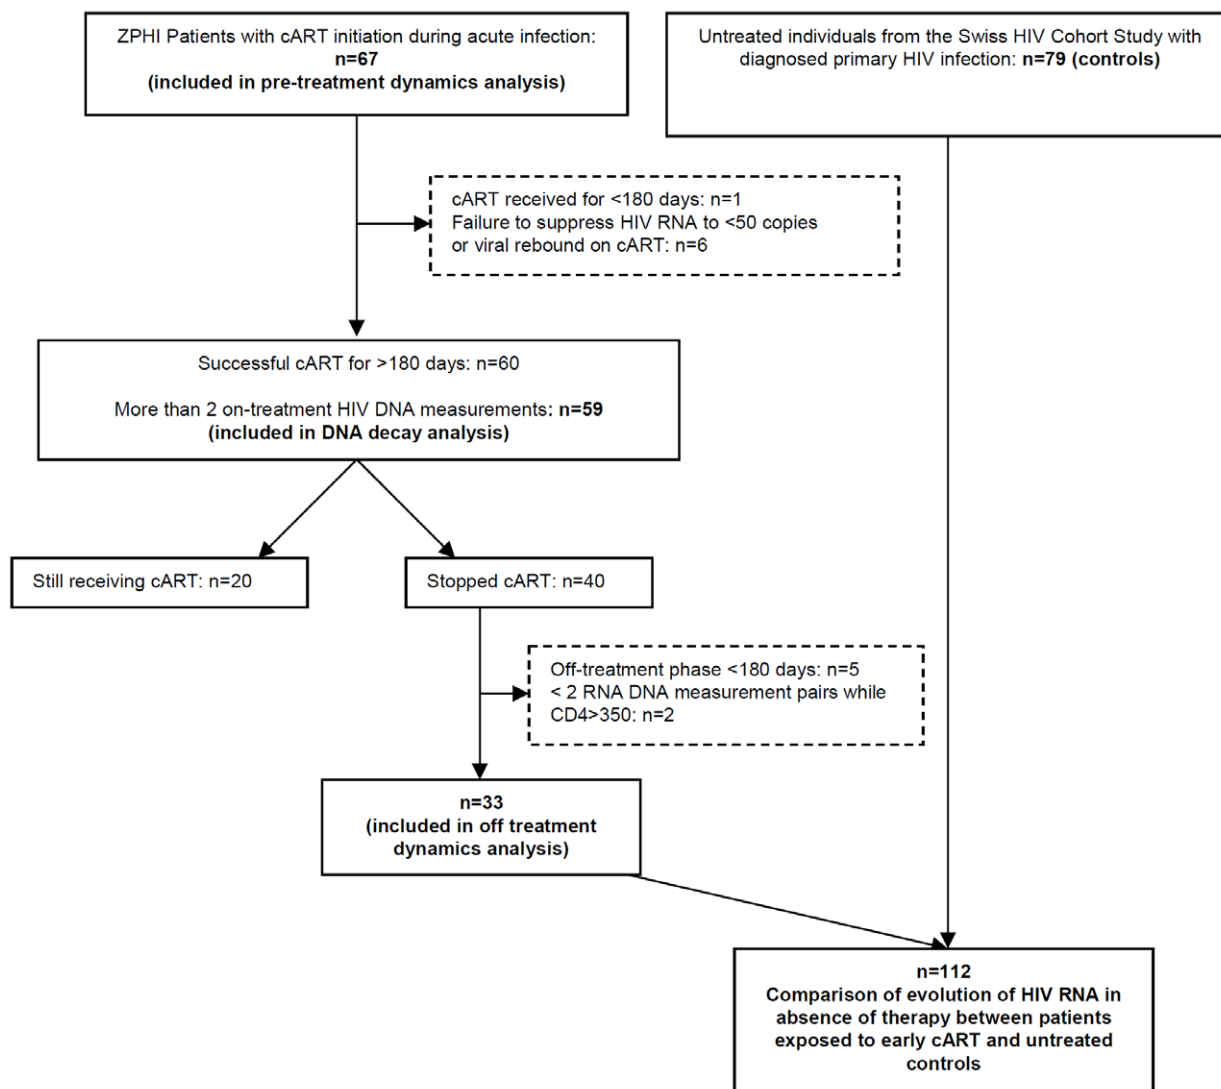 ZPHI Patients with cART initiation during acute infection:
n=67
(included in pre-treatment dynamics analysis)
Untreated individuals from the Swiss HIV Cohort Study with
diagnosed primary HIV infection: n=79 (controls)
cART received for <180 days: n=1
Failure to suppress HIV RNA to <50 copies
or viral rebound on cART: n=6
Successful cART for >180 days: n=60
More than 2 on-treatment HIV DNA measurements: n=59
(included in DNA decay analysis)
Still receiving cART: n=20
Stopped cART: n=40
Off-treatment phase <180 days: n=5
< 2 RNA DNA measurement pairs while
CD4>350: n=2
n=33
(included in off treatment
dynamics analysis)
n=112
Comparison of evolution of HIV RNA in
absence of therapy between patients
exposed to early cART and untreated
controls